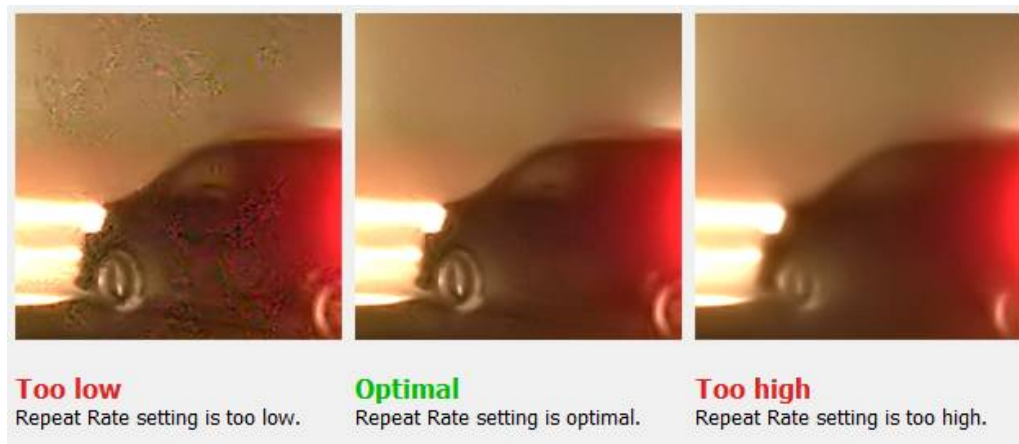 Too low
Repeat Rate setting is too low.
Optimal
Repeat Rate setting is optimal.
Too high
Repeat Rate setting is too high.